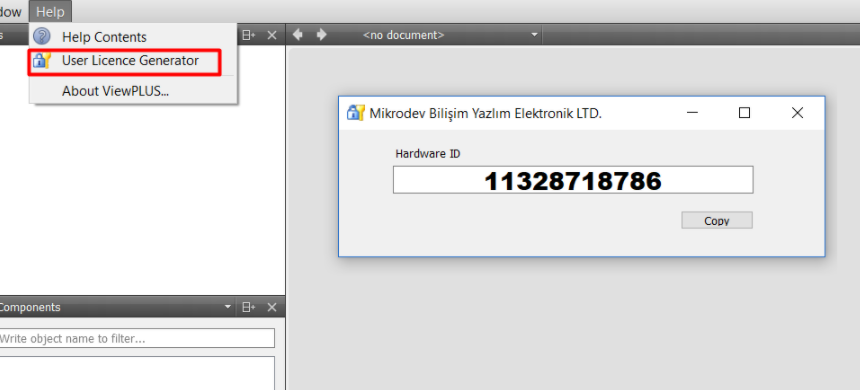 Help
Help Contents
User Licence Generator
About ViewPLUS...
<no document>
Mikrodev Bilişim Yazlım Elektronik LTD.
Hardware ID
11328718786
Copy
Components
Write object name to filter...